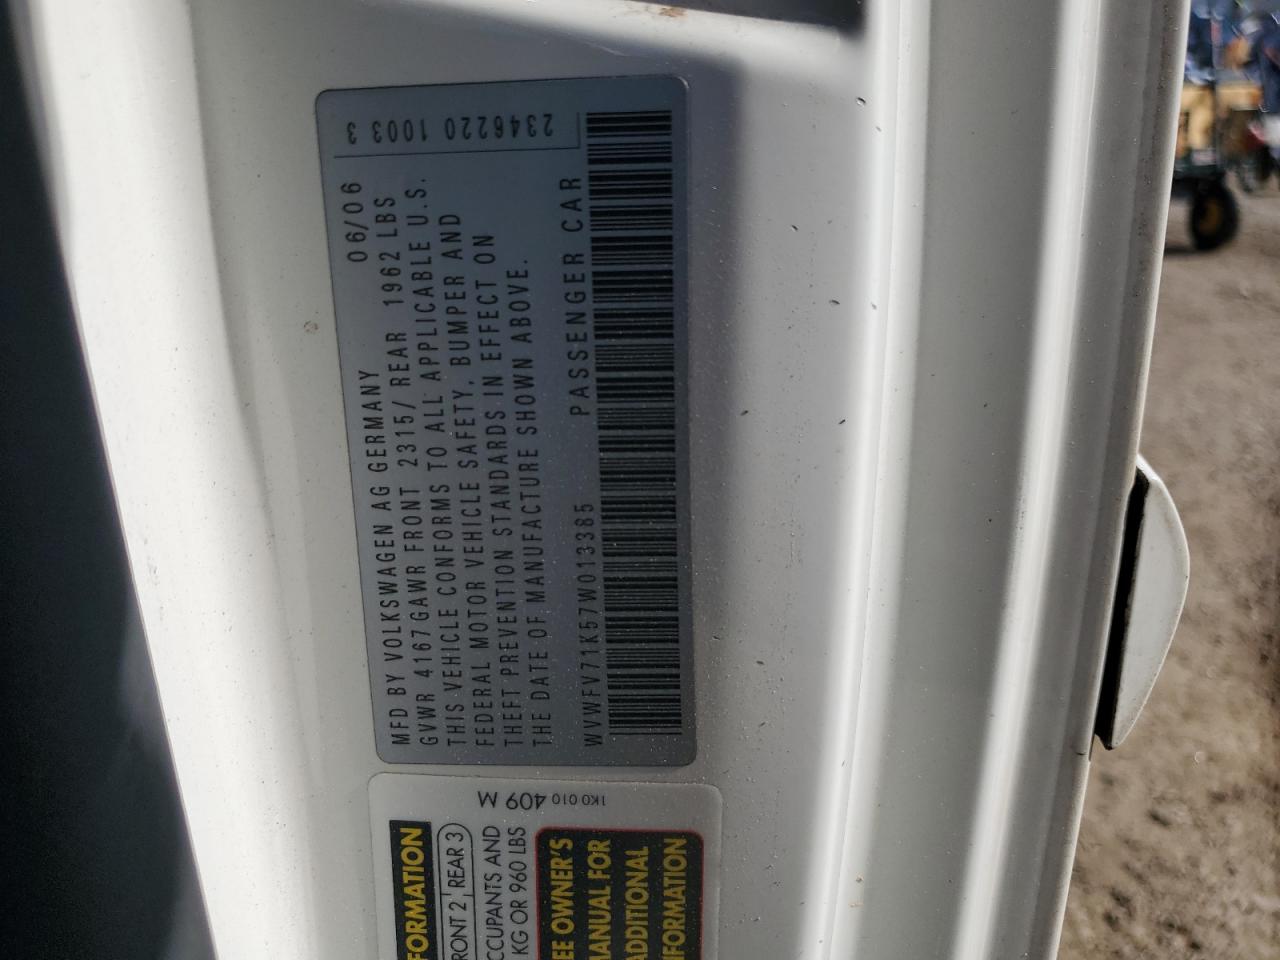 MFD BY VOLKSWAGEN AG GERMANY 06/06
GVWR 4167 GAWR FRONT 2315/ REAR 1962 LBS
THIS VEHICLE CONFORMS TO ALL APPLICABLE U.S.
FEDERAL MOTOR VEHICLE SAFETY, BUMPER AND
THEFT PREVENTION STANDARDS IN EFFECT ON
THE DATE OF MANUFACTURE SHOWN ABOVE.
WVWFV71K57W013385 PASSENGER CAR
2346220 1003 3
1K0 010 409 M
FORMATION
RONT 2 REAR 3
CCUPANTS AND
KG OR 960 LBS
EE OWNER'S
MANUAL FOR
ADDITIONAL
NFORMATION